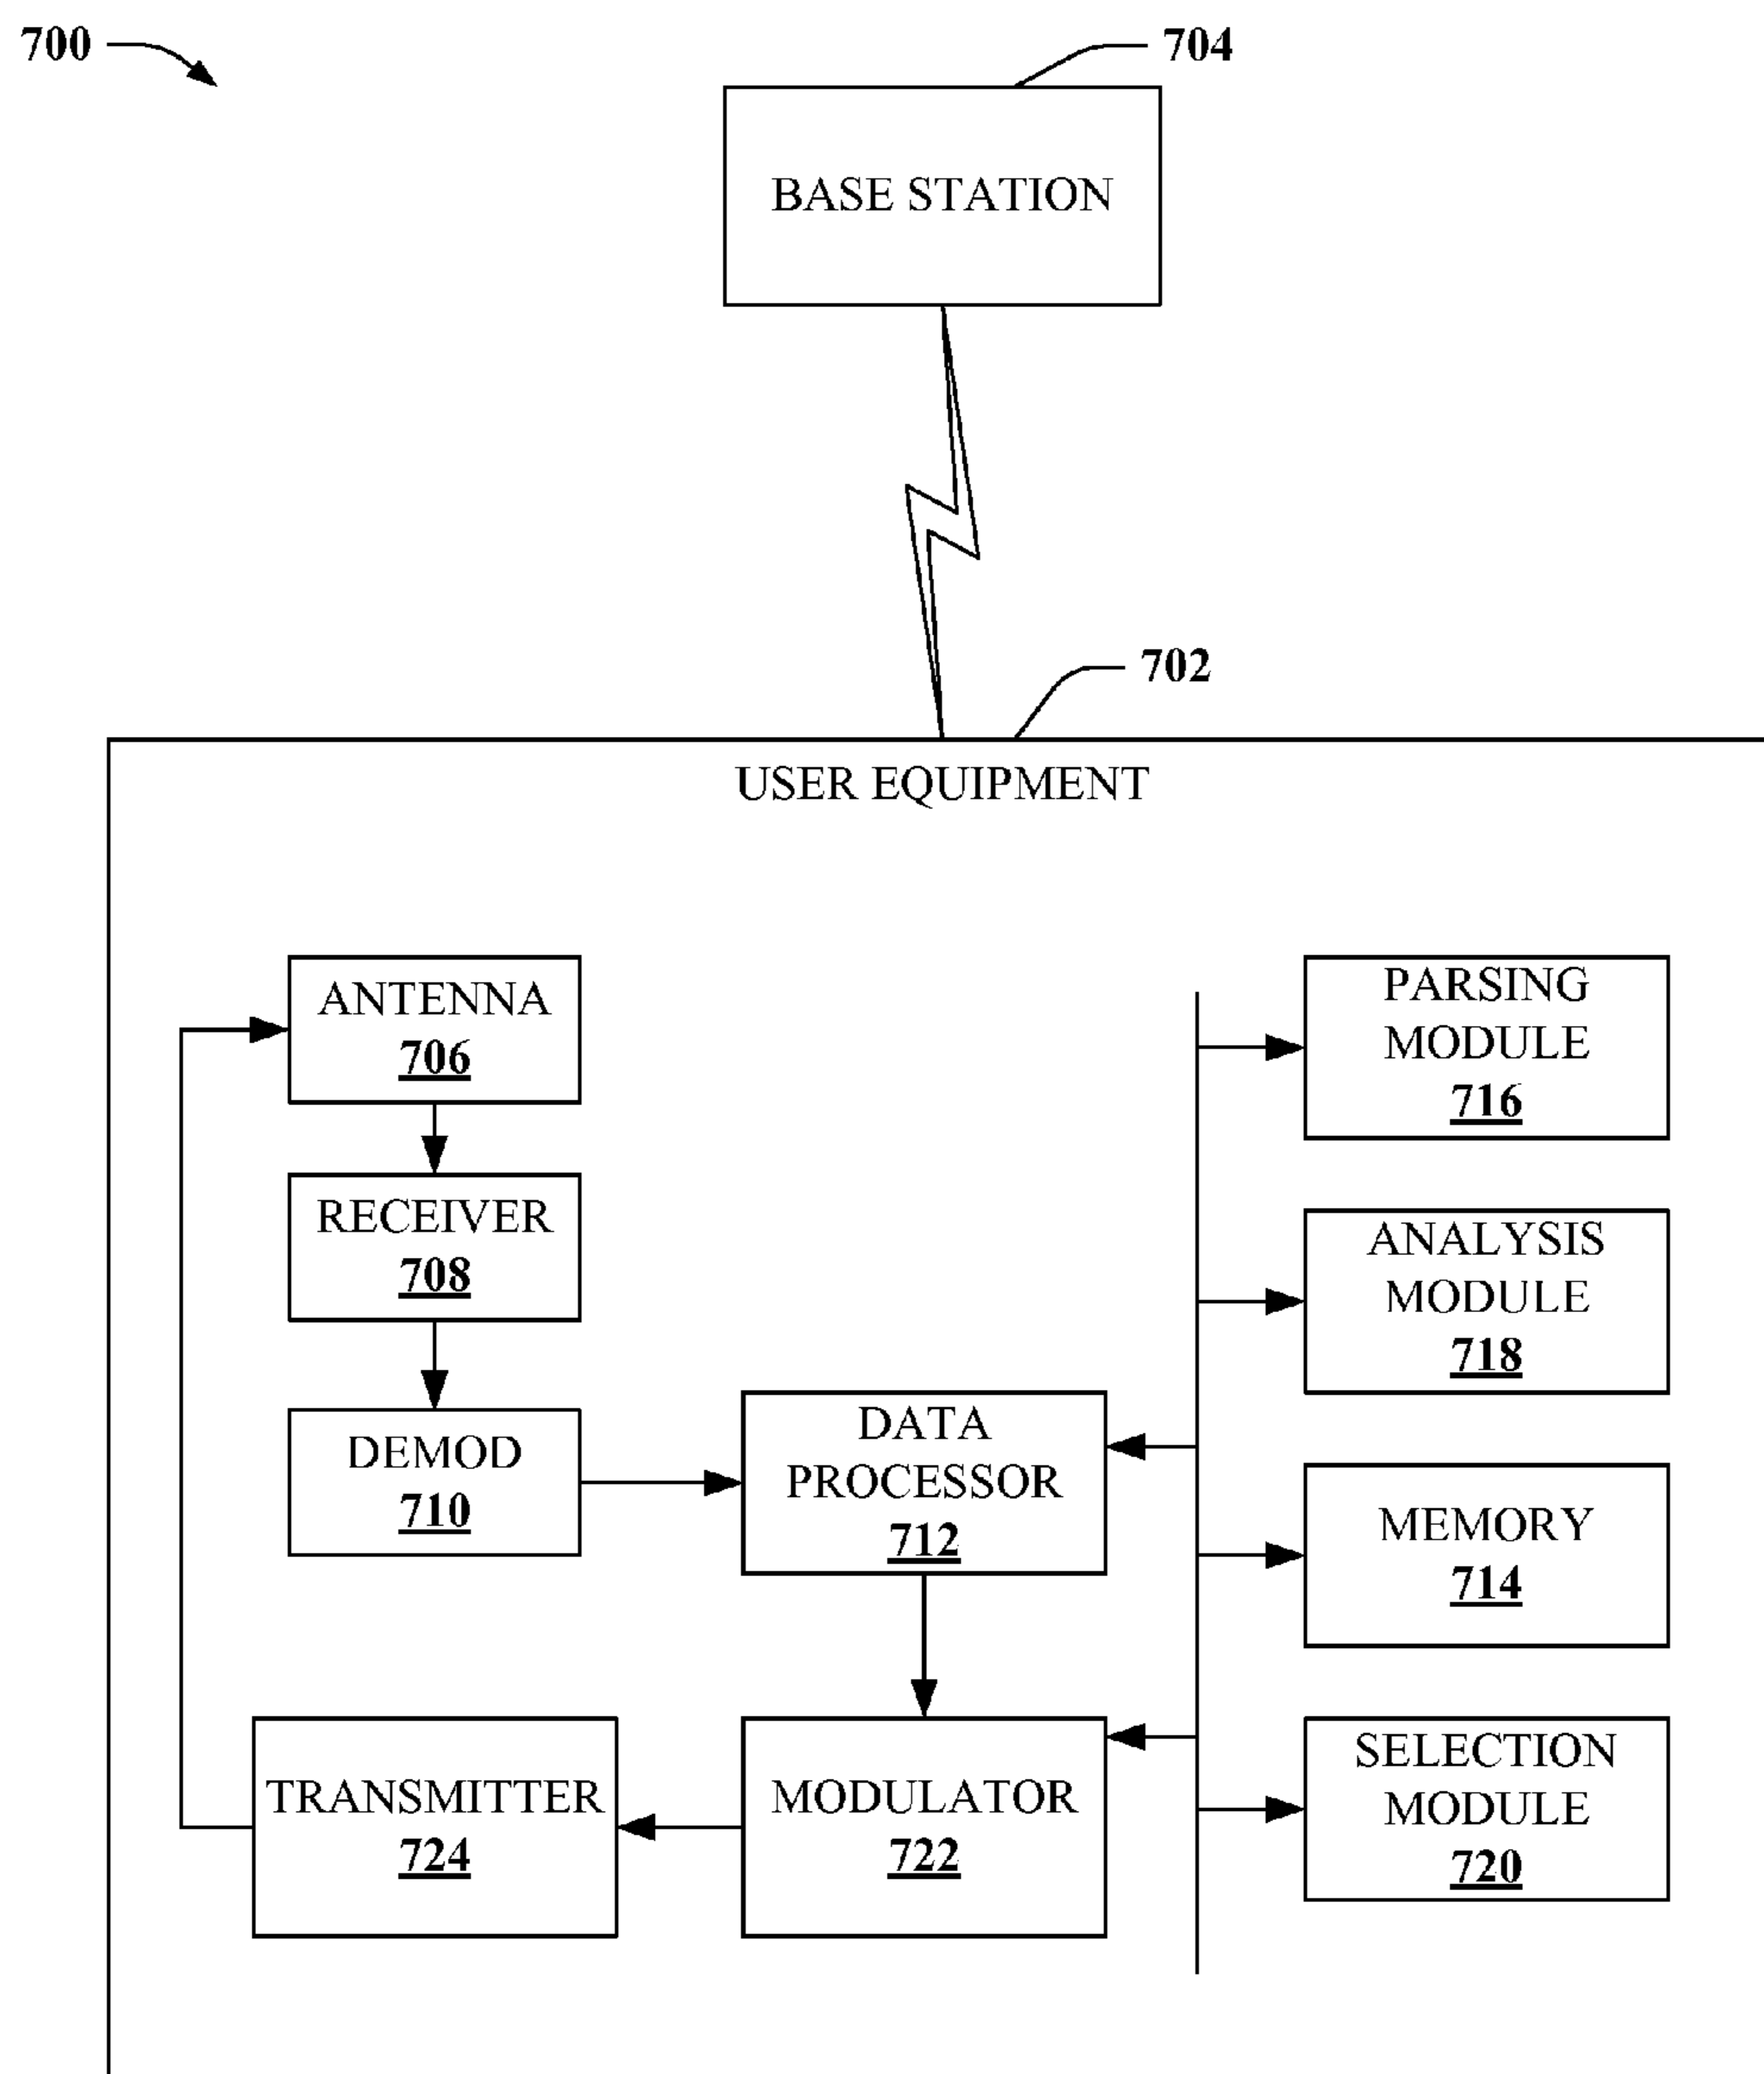 700
704
BASE STATION
702
USER EQUIPMENT
ANTENNA
706
RECEIVER
708
DEMOD
710
DATA
PROCESSOR
712
TRANSMITTER
724
MODULATOR
722
PARSING
MODULE
716
ANALYSIS
MODULE
718
MEMORY
714
SELECTION
MODULE
720